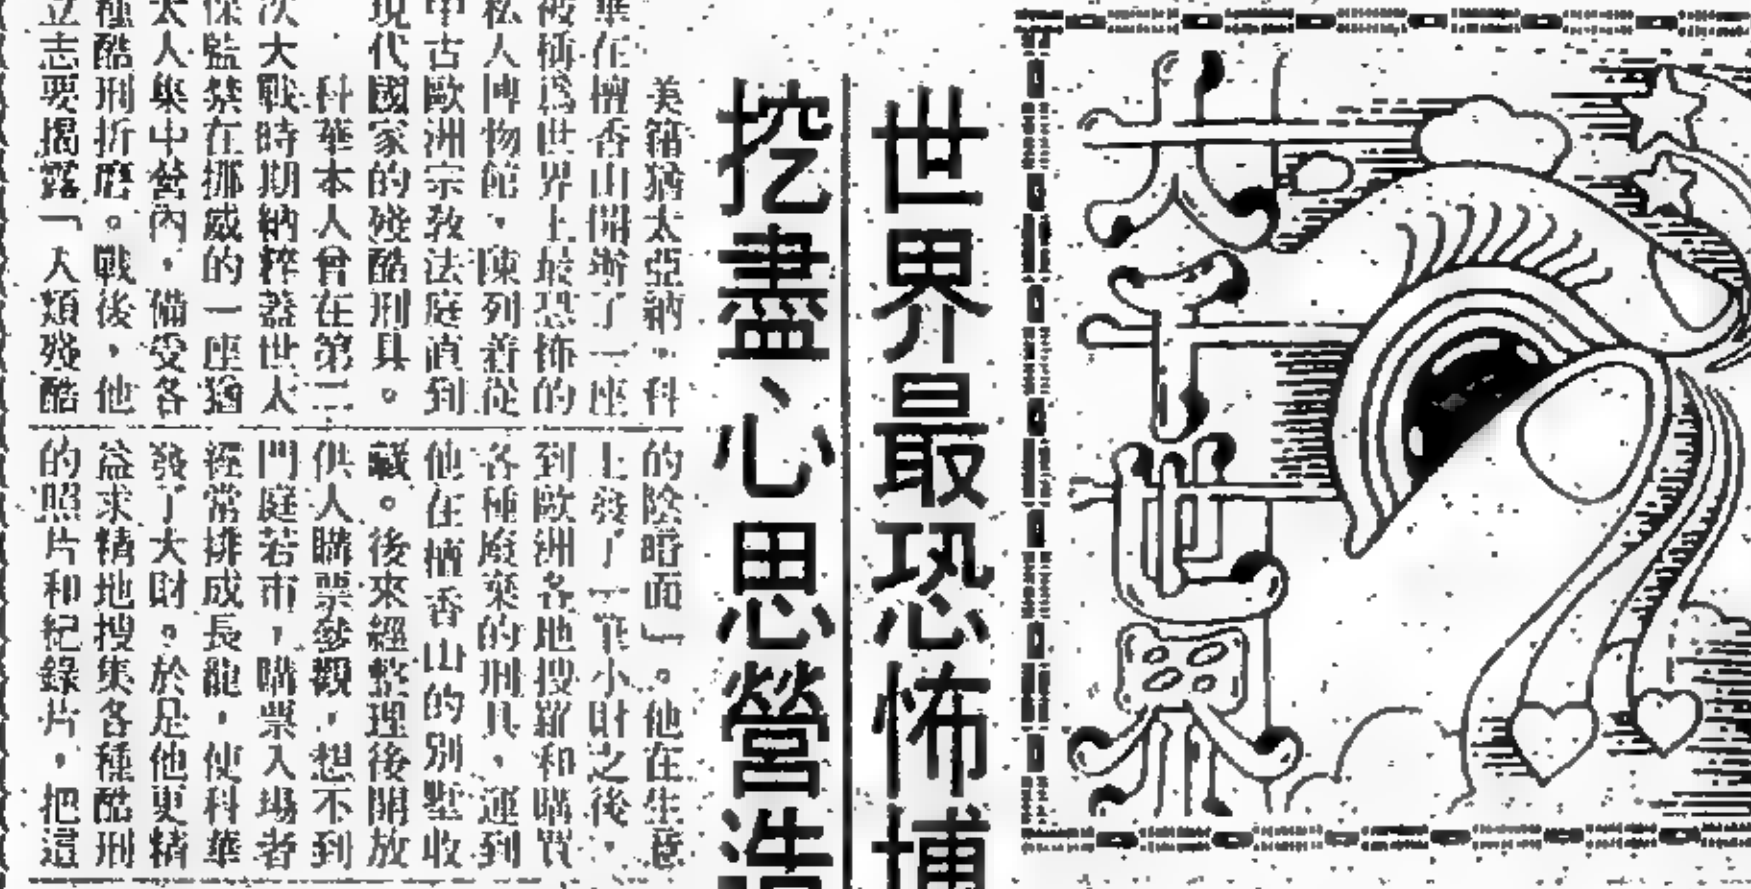 大千世界
世界最恐怖博
挖盡心思營造
美籍猶太亞納·科
華在檀香山開辦了一座
被稱爲世界上最恐怖的
私人博物館,陳列着從
中古歐洲宗教法庭直到
現代國家的殘酷刑具。
科華本人曾在第二
次大戰時期納粹蓋世太
保監禁在挪威的一座猶
太人集中營內,備受各
種酷刑折磨。戰後,他
立志要揭露「人類殘酷
的陰暗面」。他在生意
上發了一筆小財之後,
到歐洲各地搜羅和購買
各種廢棄的刑具,運到
他在檀香山的別墅收
藏。後來經整理後開放
供人購票參觀,想不到
門庭若市,購票入場者
經常排成長龍,使科華
發了大財。於是他更精
益求精地搜集各種酷刑
的照片和紀錄片,把這